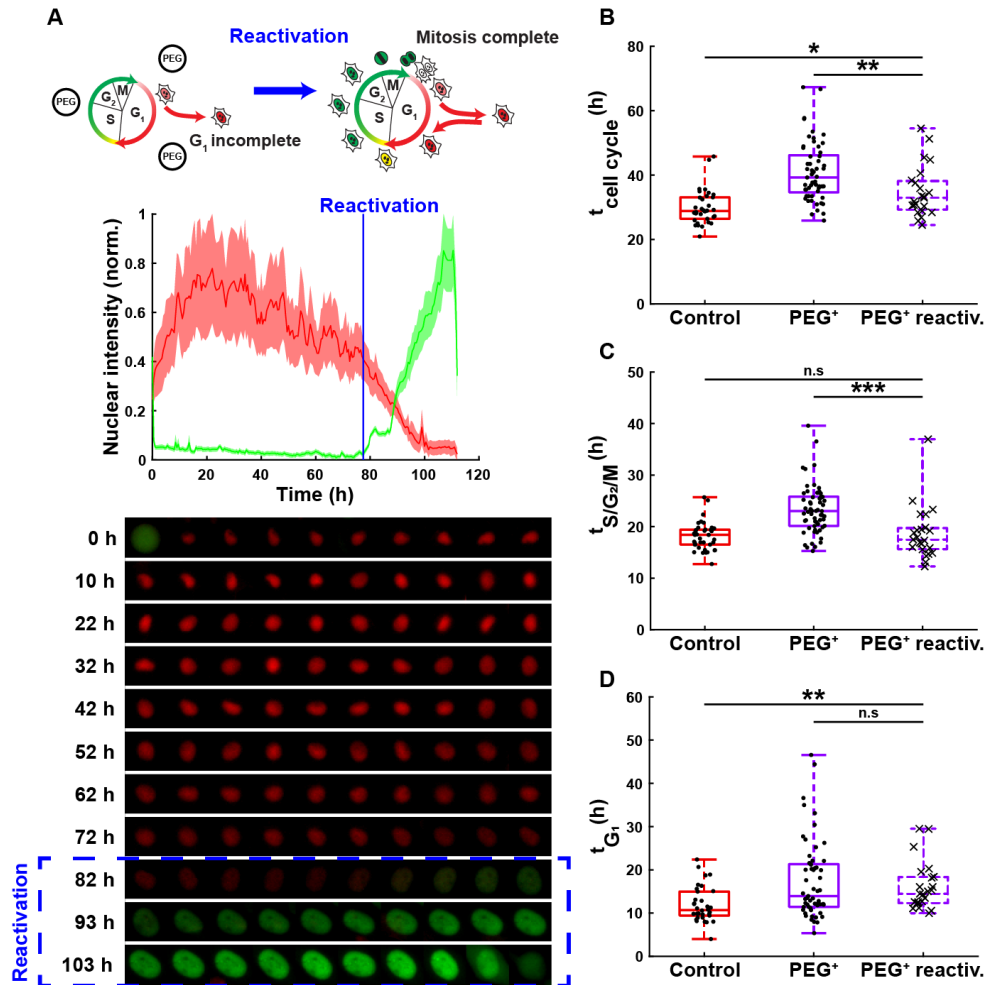 A
Reactivation
Mitosis complete
PEG
PEG
PEG
G₂
M
S
G₁
G₁ incomplete
G₂
M
S
G₁
Reactivation
Nuclear intensity (norm.)
1
0.8
0.6
0.4
0.2
0
0 20 40 60 80 100 120
Time (h)
0 h
10 h
22 h
32 h
42 h
52 h
62 h
72 h
82 h
93 h
103 h
Reactivation
B
t cell cycle (h)
80
60
40
20
0
*
**
Control PEG⁺ PEG⁺ reactiv.
C
t S/G₂/M (h)
50
40
30
20
10
0
n.s
***
Control PEG⁺ PEG⁺ reactiv.
D
t G₁ (h)
60
50
40
30
20
10
0
**
n.s
Control PEG⁺ PEG⁺ reactiv.